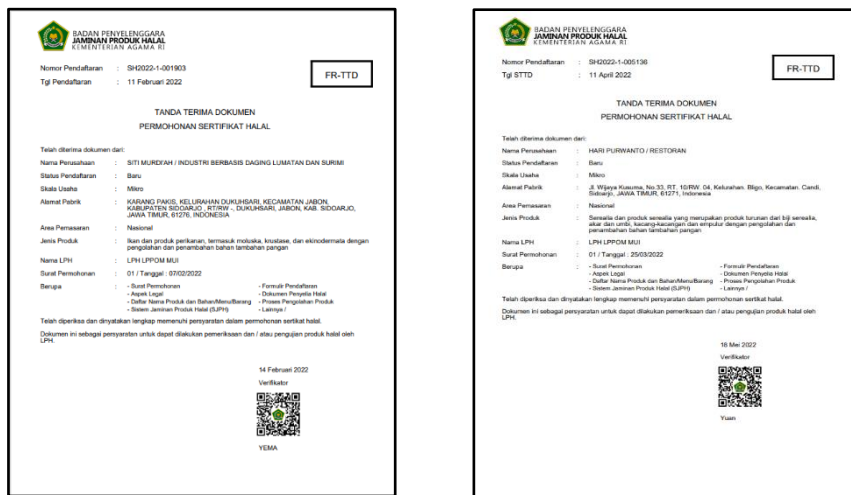 BADAN PENYELENGGARA
JAMINAN PRODUK HALAL
KEMENTERIAN AGAMA RI
Nomor Pendaftaran : SH2022-1-001903
Tgl Pendaftaran : 11 Februari 2022
FR-TTD
TANDA TERIMA DOKUMEN
PERMOHONAN SERTIFIKAT HALAL
Telah diterima dokumen dari:
Nama Perusahaan : SITI MURDI'AH / INDUSTRI BERBASIS DAGING LUMATAN DAN SURIMI
Status Pendaftaran : Baru
Skala Usaha : Mikro
Alamat Pabrik : KARANG PAKIS, KELURAHAN DUKUHSARI, KECAMATAN JABON,
KABUPATEN SIDOARJO , RT/RW -, DUKUHSARI, JABON, KAB. SIDOARJO,
JAWA TIMUR, 61276, INDONESIA
Area Pemasaran : Nasional
Jenis Produk : Ikan dan produk perikanan, termasuk moluska, krustase, dan ekinodermata dengan
pengolahan dan penambahan bahan tambahan pangan
Nama LPH : LPH LPPOM MUI
Surat Permohonan : 01 / Tanggal : 07/02/2022
Berupa : - Surat Permohonan - Formulir Pendaftaran
- Aspek Legal - Dokumen Penyelia Halal
- Daftar Nama Produk dan Bahan/Menu/Barang - Proses Pengolahan Produk
- Sistem Jaminan Produk Halal (SJPH) - Lainnya /
Telah diperiksa dan dinyatakan lengkap memenuhi persyaratan dalam permohonan sertikat halal.
Dokumen ini sebagai persyaratan untuk dapat dilakukan pemeriksaan dan / atau pengujian produk halal oleh
LPH.
14 Februari 2022
Verifikator
YEMA
BADAN PENYELENGGARA
JAMINAN PRODUK HALAL
KEMENTERIAN AGAMA RI
Nomor Pendaftaran : SH2022-1-005136
Tgl STTD : 11 April 2022
FR-TTD
TANDA TERIMA DOKUMEN
PERMOHONAN SERTIFIKAT HALAL
Telah diterima dokumen dari:
Nama Perusahaan : HARI PURWANTO / RESTORAN
Status Pendaftaran : Baru
Skala Usaha : Mikro
Alamat Pabrik : Jl. Wijaya Kusuma, No.33, RT. 10/RW. 04, Kelurahan. Bligo, Kecamatan. Candi,
Sidoarjo, JAWA TIMUR, 61271, Indonesia
Area Pemasaran : Nasional
Jenis Produk : Serealia dan produk serealia yang merupakan produk turunan dari biji serealia,
akar dan umbi, kacang-kacangan dan empulur dengan pengolahan dan
penambahan bahan tambahan pangan
Nama LPH : LPH LPPOM MUI
Surat Permohonan : 01 / Tanggal : 25/03/2022
Berupa : - Surat Permohonan - Formulir Pendaftaran
- Aspek Legal - Dokumen Penyelia Halal
- Daftar Nama Produk dan Bahan/Menu/Barang - Proses Pengolahan Produk
- Sistem Jaminan Produk Halal (SJPH) - Lainnya /
Telah diperiksa dan dinyatakan lengkap memenuhi persyaratan dalam permohonan sertikat halal.
Dokumen ini sebagai persyaratan untuk dapat dilakukan pemeriksaan dan / atau pengujian produk halal oleh
LPH.
18 Mei 2022
Verifikator
Yuan